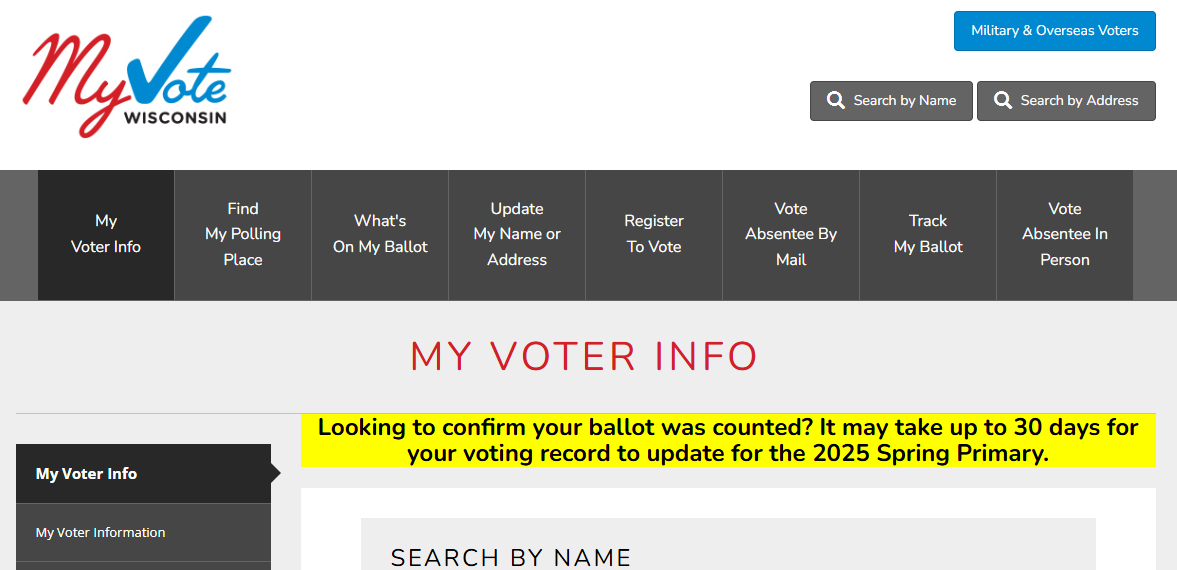 MyVote
WISCONSIN
Military & Overseas Voters
Search by Name
Search by Address
My
Voter Info
Find
My Polling
Place
What's
On My Ballot
Update
My Name or
Address
Register
To Vote
Vote
Absentee By
Mail
Track
My Ballot
Vote
Absentee In
Person
MY VOTER INFO
Looking to confirm your ballot was counted? It may take up to 30 days for
your voting record to update for the 2025 Spring Primary.
My Voter Info
My Voter Information
SEARCH BY NAME